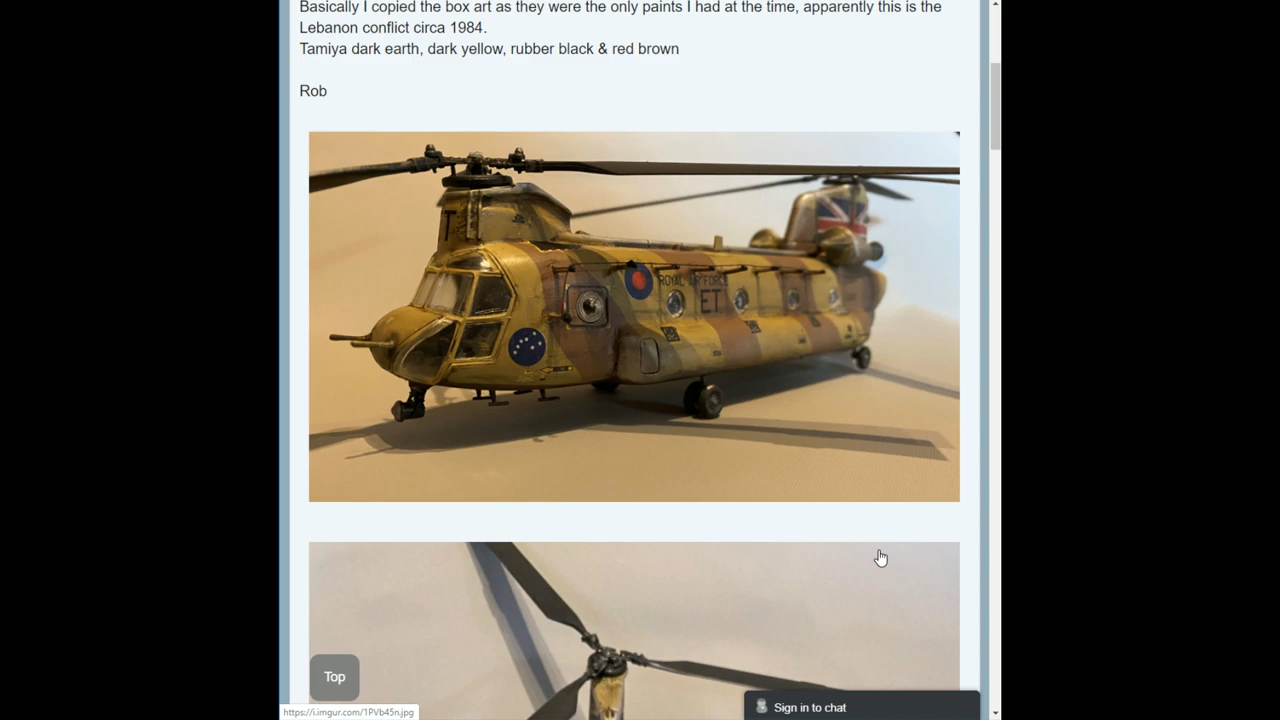 Basically I copied the box art as they were the only paints I had at the time, apparently this is the
Lebanon conflict circa 1984.
Tamiya dark earth, dark yellow, rubber black & red brown
Rob
T
ROYAL AIR FORCE
ET
Top
Sign in to chat
https://i.imgur.com/1PVb45n.jpg